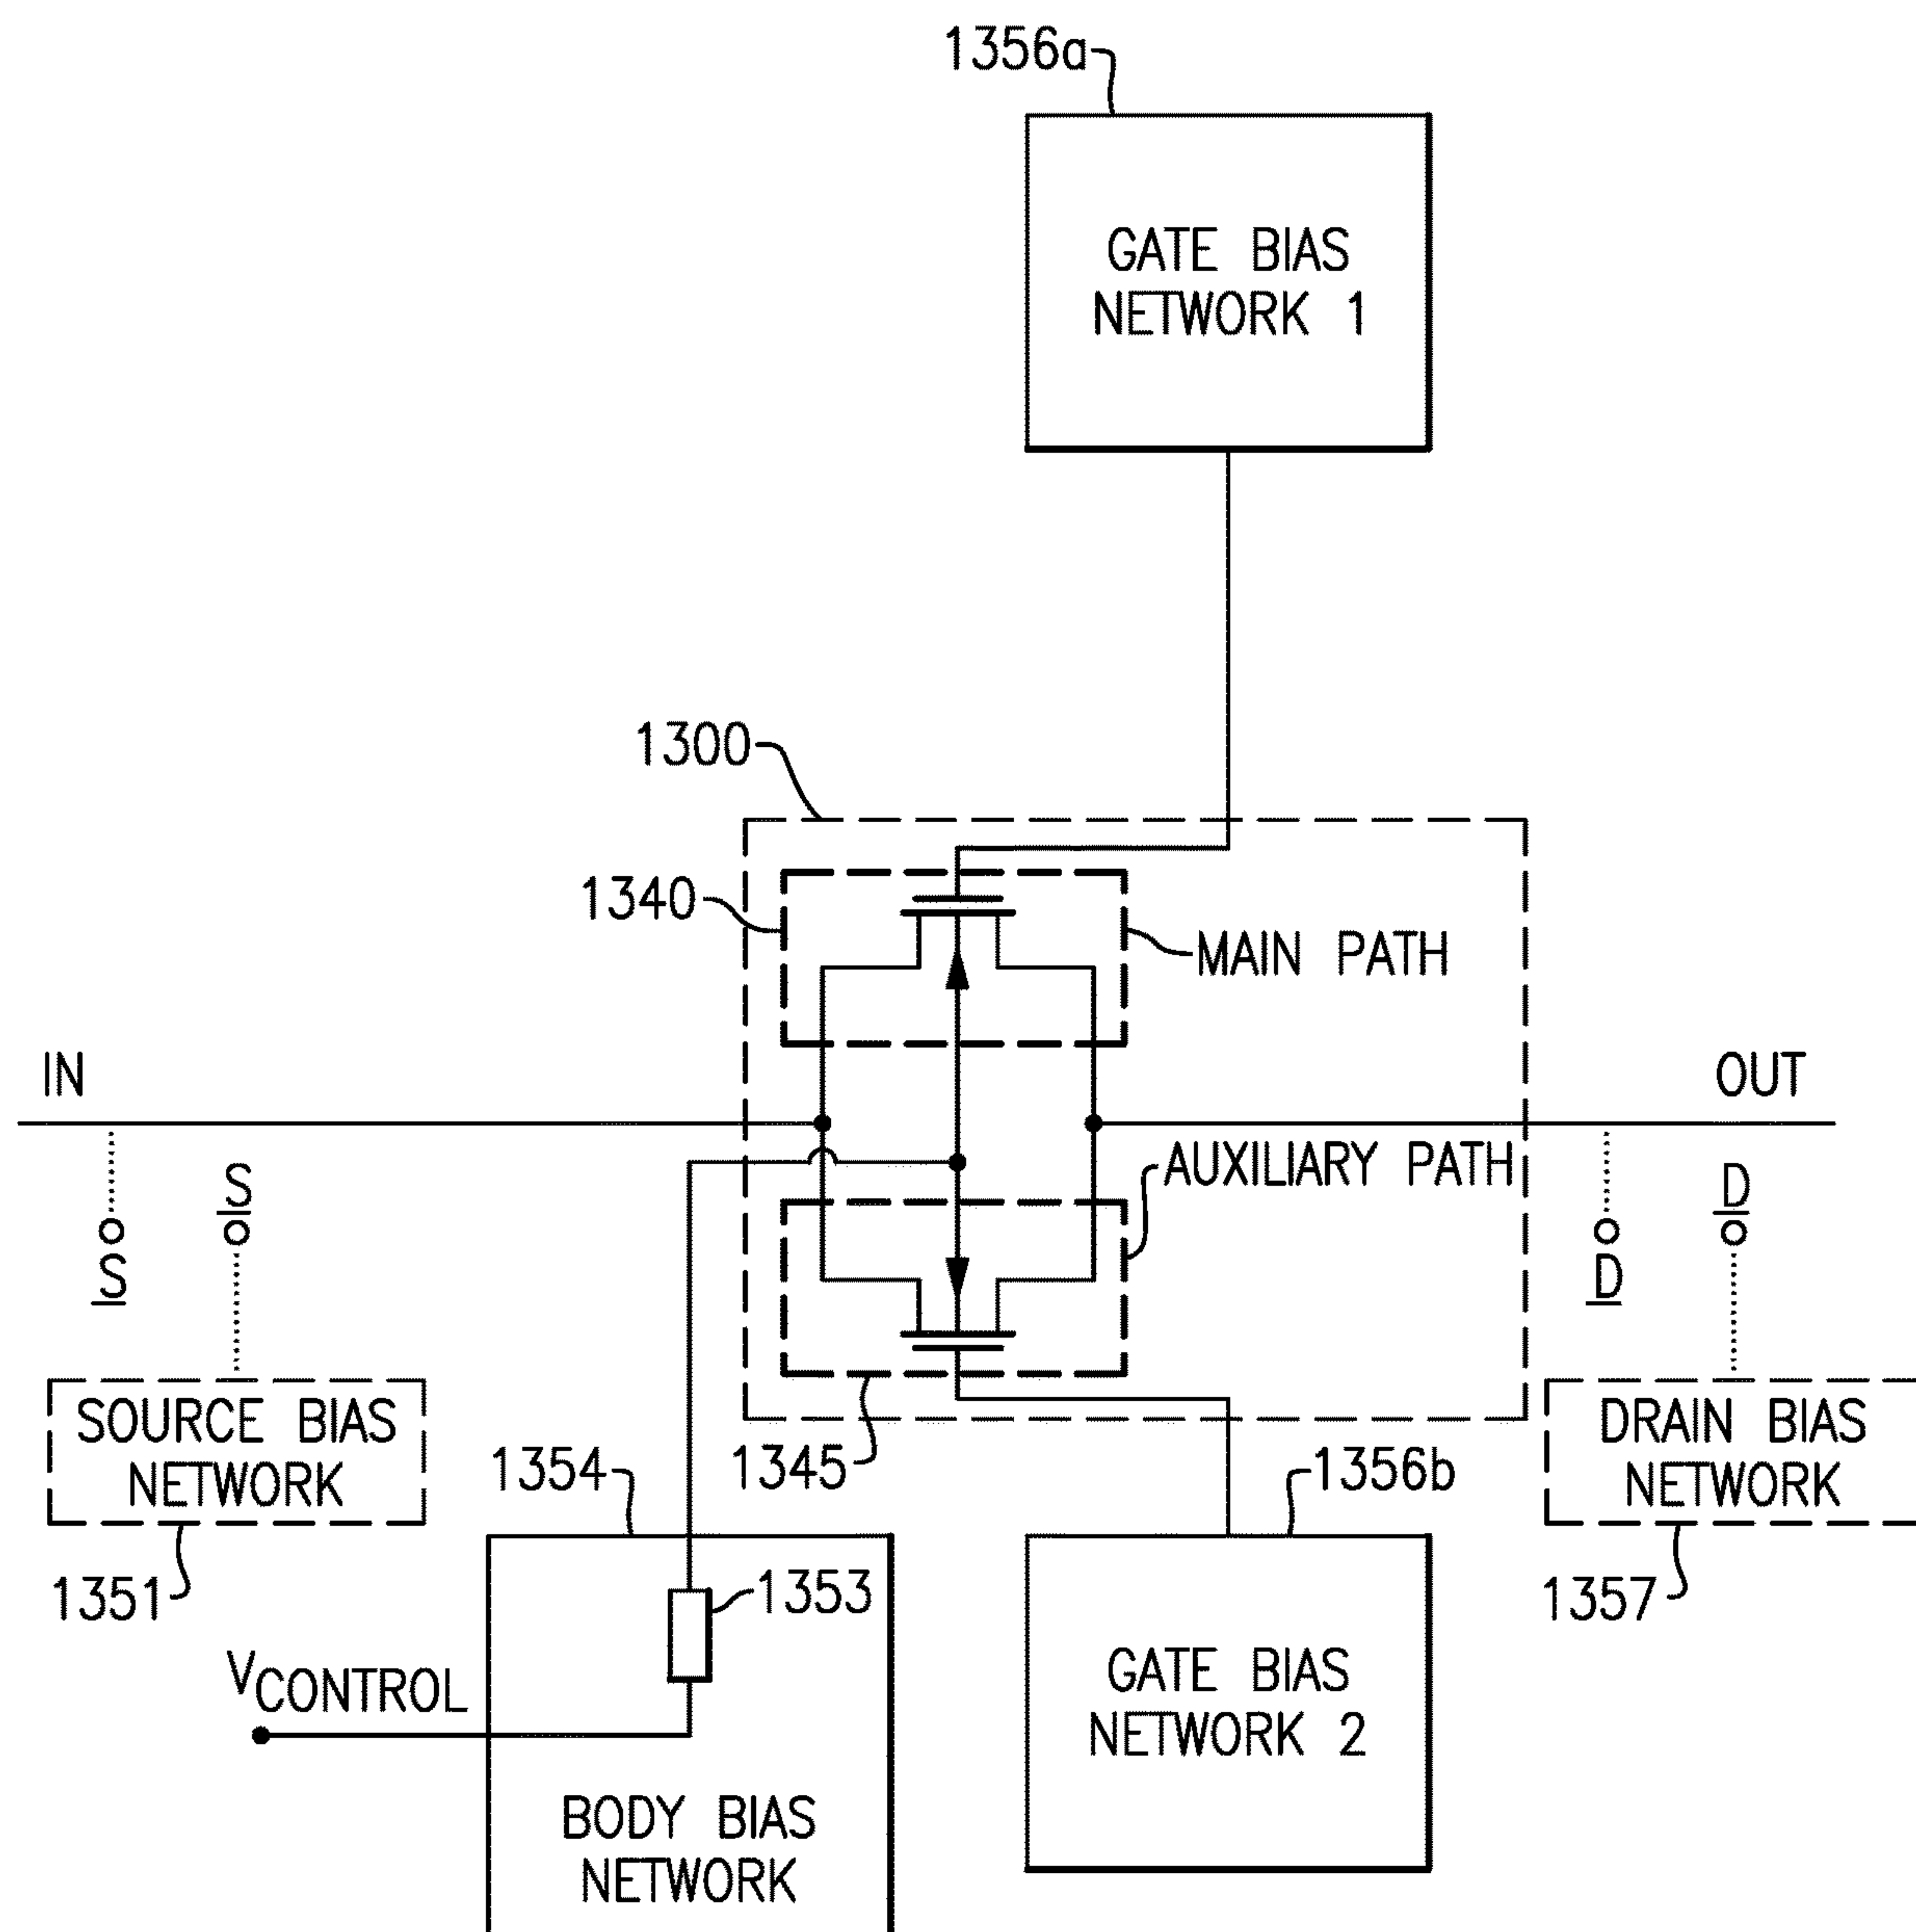 1356a
GATE BIAS
NETWORK 1
1300
1340
MAIN PATH
IN
OUT
AUXILIARY PATH
S
S
D
D
SOURCE BIAS
NETWORK
1351
1354
1345
1356b
DRAIN BIAS
NETWORK
1357
1353
VCONTROL
GATE BIAS
NETWORK 2
BODY BIAS
NETWORK